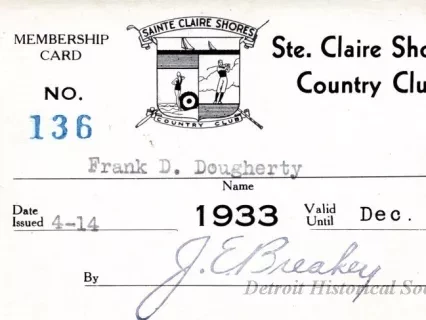 MEMBERSHIP
CARD
NO.
136
SAINTE CLAIRE SHORES
COUNTRY CLUB
Ste. Claire Sho
Country Clu
Frank D. Dougherty
Name
Date
Issued 4-14
1933
Valid
Until Dec.
By J.E. Breakey
Detroit Historical Soc